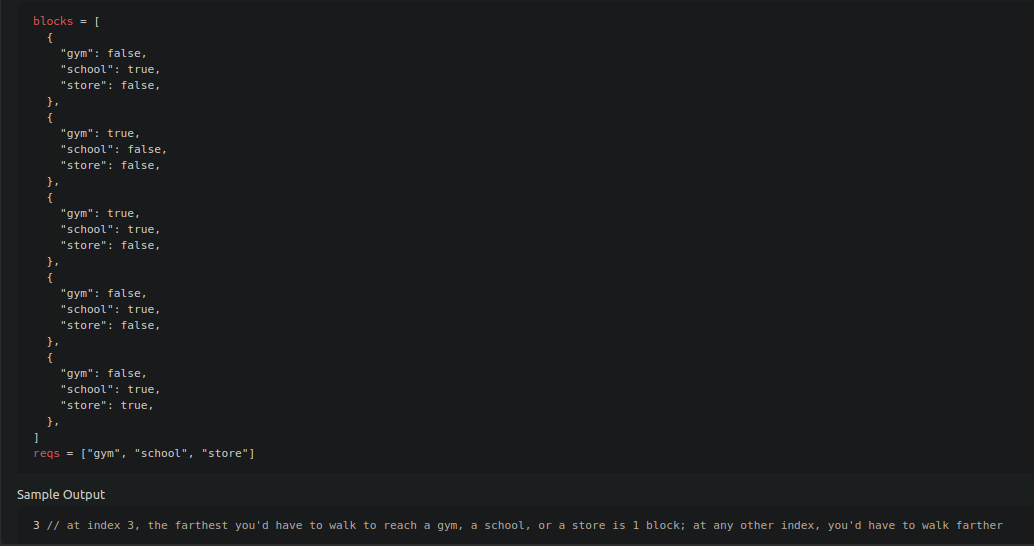 blocks = [
  {
    "gym": false,
    "school": true,
    "store": false,
  },
  {
    "gym": true,
    "school": false,
    "store": false,
  },
  {
    "gym": true,
    "school": true,
    "store": false,
  },
  {
    "gym": false,
    "school": true,
    "store": false,
  },
  {
    "gym": false,
    "school": true,
    "store": true,
  },
]
reqs = ["gym", "school", "store"]
Sample Output
3 // at index 3, the farthest you'd have to walk to reach a gym, a school, or a store is 1 block; at any other index, you'd have to walk farther